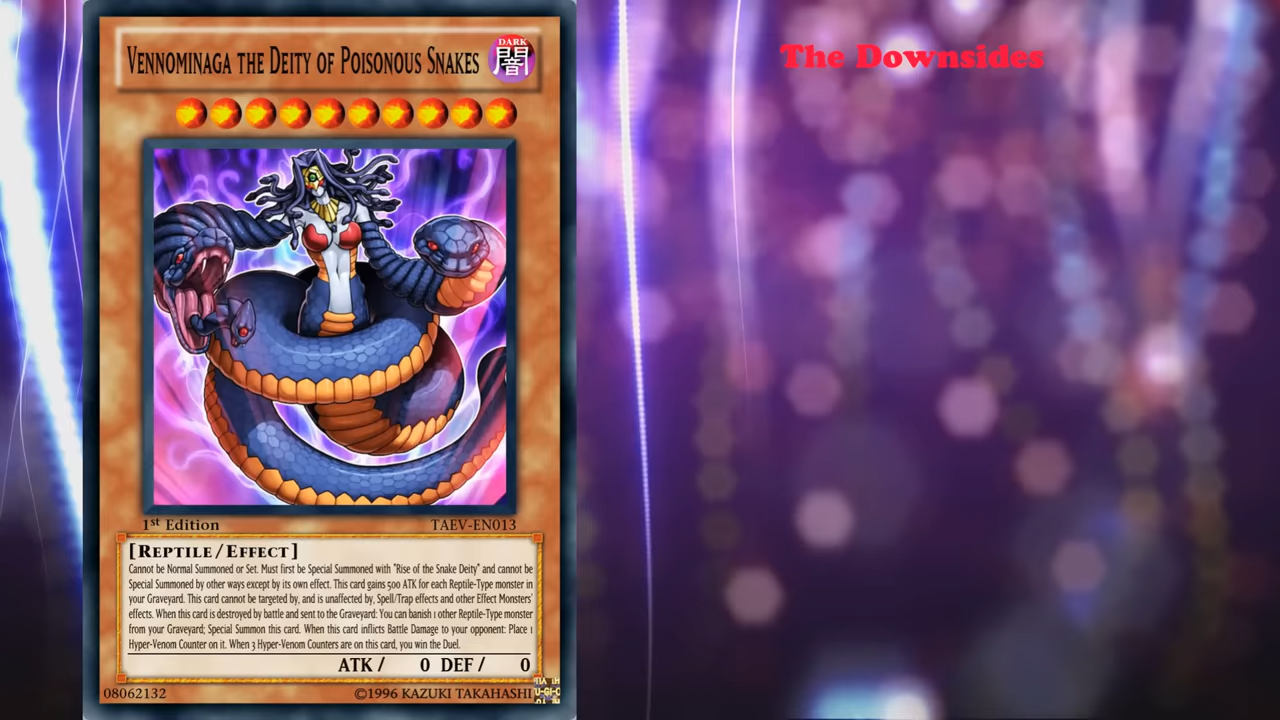 The Downsides
VENNOMINAGA THE DEITY OF POISONOUS SNAKES
DARK
闇
1st Edition
TAEV-EN013
[REPTILE/EFFECT]
Cannot be Normal Summoned or Set. Must first be Special Summoned with "Rise of the Snake Deity" and cannot be
Special Summoned by other ways except by its own effect. This card gains 500 ATK for each Reptile-Type monster in
your Graveyard. This card cannot be targeted by, and is unaffected by, Spell/Trap effects and other Effect Monsters'
effects. When this card is destroyed by battle and sent to the Graveyard: You can banish 1 other Reptile-Type monster
from your Graveyard; Special Summon this card. When this card inflicts Battle Damage to your opponent: Place 1
Hyper-Venom Counter on it. When 3 Hyper-Venom Counters are on this card, you win the Duel.
ATK/ 0 DEF/ 0
08062132
©1996 KAZUKI TAKAHASHI